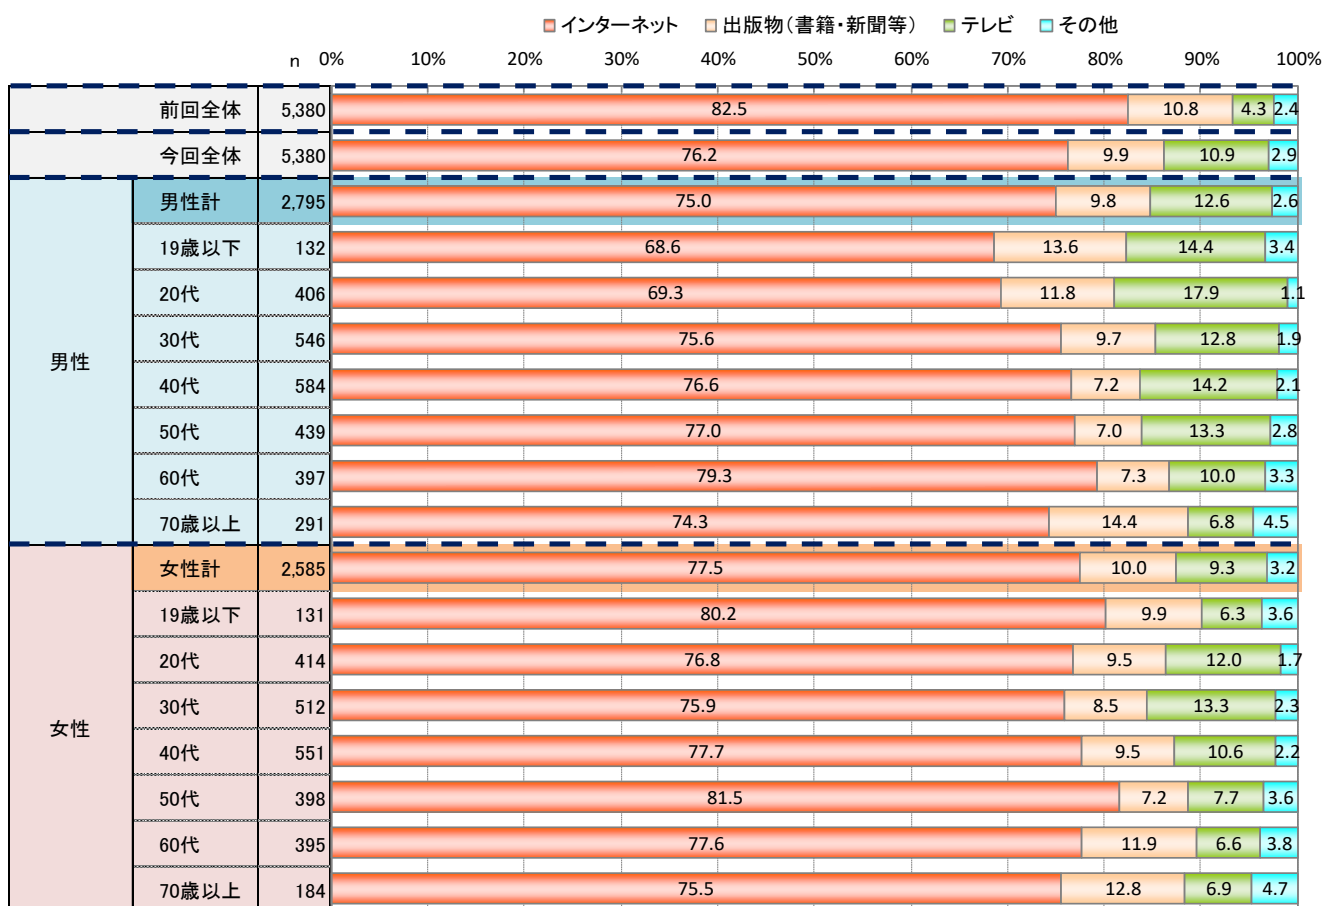 インターネット 出版物(書籍・新聞等) テレビ その他
n 0% 10% 20% 30% 40% 50% 60% 70% 80% 90% 100%
前回全体 5,380 82.5 10.8 4.3 2.4
今回全体 5,380 76.2 9.9 10.9 2.9
男性
男性計 2,795 75.0 9.8 12.6 2.6
19歳以下 132 68.6 13.6 14.4 3.4
20代 406 69.3 11.8 17.9 1.1
30代 546 75.6 9.7 12.8 1.9
40代 584 76.6 7.2 14.2 2.1
50代 439 77.0 7.0 13.3 2.8
60代 397 79.3 7.3 10.0 3.3
70歳以上 291 74.3 14.4 6.8 4.5
女性
女性計 2,585 77.5 10.0 9.3 3.2
19歳以下 131 80.2 9.9 6.3 3.6
20代 414 76.8 9.5 12.0 1.7
30代 512 75.9 8.5 13.3 2.3
40代 551 77.7 9.5 10.6 2.2
50代 398 81.5 7.2 7.7 3.6
60代 395 77.6 11.9 6.6 3.8
70歳以上 184 75.5 12.8 6.9 4.7